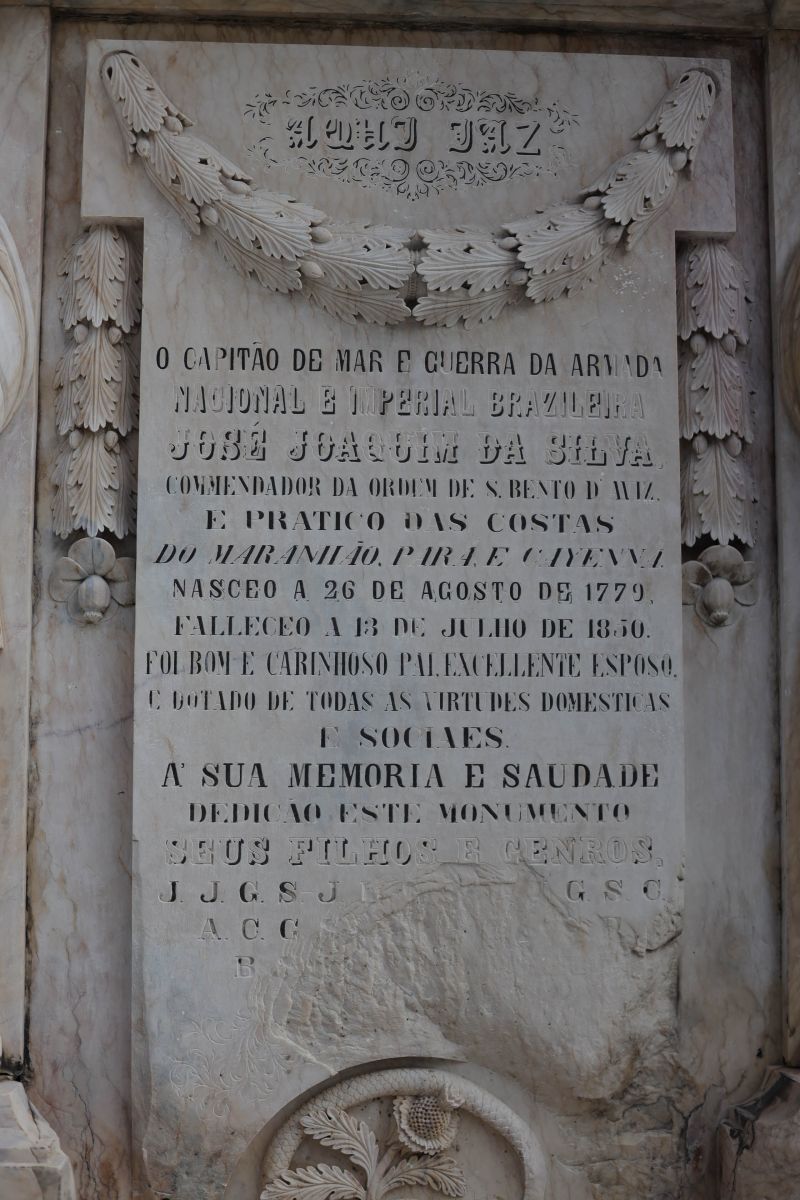 AQUI JAZ
O CAPITÃO DE MAR E GUERRA DA ARMADA
NACIONAL E IMPERIAL BRAZILEIRA
JOSÉ JOAQUIM DA SILVA,
COMMENDADOR DA ORDEM DE S. BENTO D' AVIZ.
E PRATICO DAS COSTAS
DO MARANHÃO, PARÁ, E CAYENNA.
NASCEO A 26 DE AGOSTO DE 1779,
FALLECEO A 13 DE JULHO DE 1850.
FOI BOM E CARINHOSO PAI, EXCELLENTE ESPOSO,
E DOTADO DE TODAS AS VIRTUDES DOMESTICAS
E SOCIAES.
A' SUA MEMORIA E SAUDADE
DEDICÃO ESTE MONUMENTO
SEUS FILHOS E GENROS,
J. J. G. S. J. G. S. C.
A. C. G
B